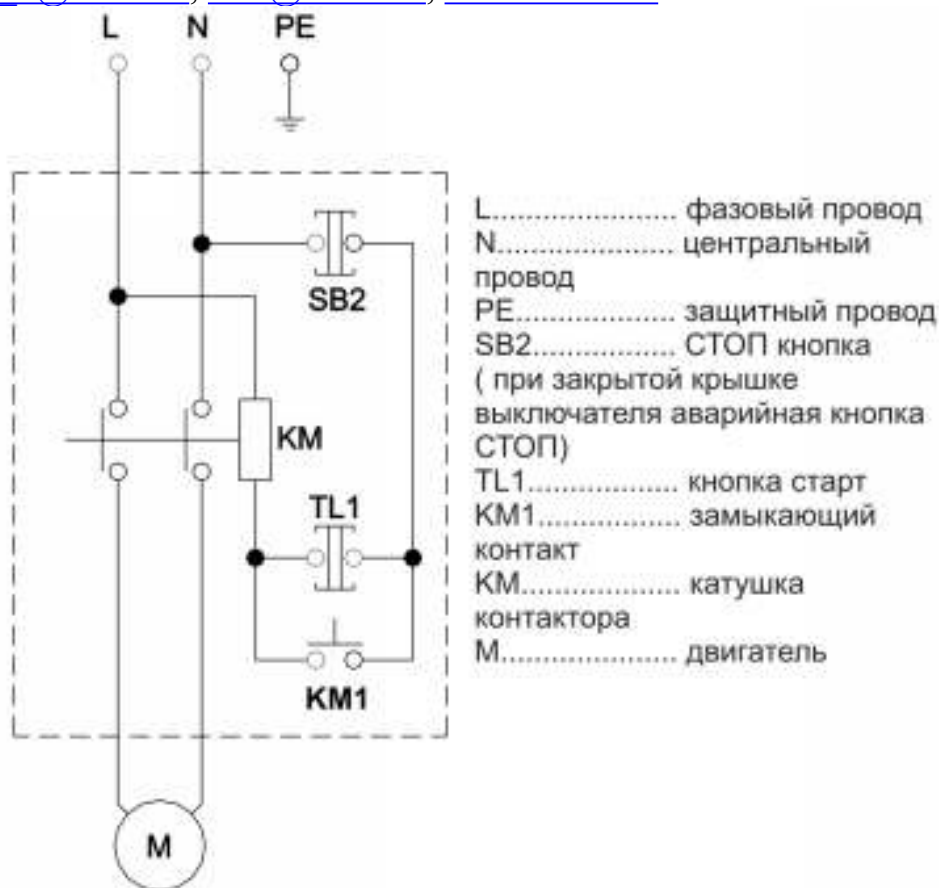 L N PE
SB2
KM
TL1
KM1
M
L...................... фазовый провод
N..................... центральный
провод
PE................... защитный провод
SB2................. СТОП кнопка
( при закрытой крышке
выключателя аварийная кнопка
СТОП)
TL1................... кнопка старт
KM1................. замыкающий
контакт
KM................... катушка
контактора
M..................... двигатель